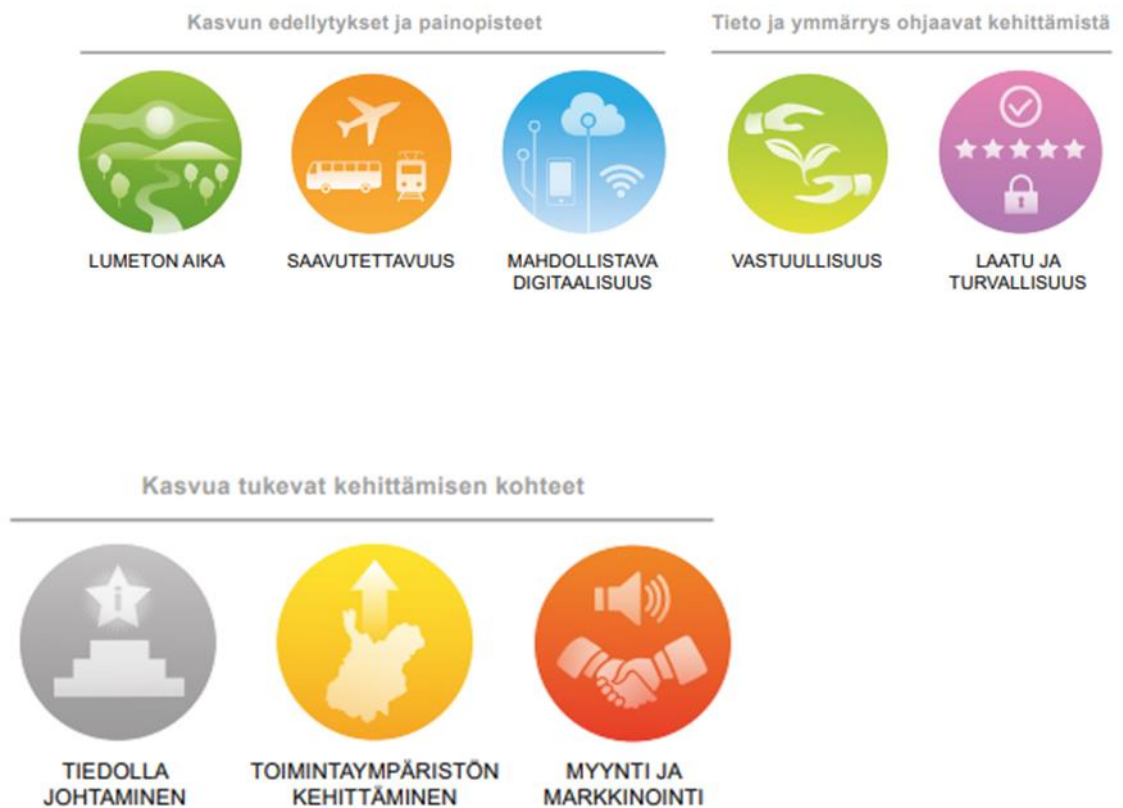 Kasvun edellytykset ja painopisteet
Tieto ja ymmärrys ohjaavat kehittämistä
LUMETON AIKA
SAAVUTETTAVUUS
MAHDOLLISTAVA
DIGITAALISUUS
VASTUULLISUUS
LAATU JA
TURVALLISUUS
Kasvua tukevat kehittämisen kohteet
i
TIEDOLLA
JOHTAMINEN
TOIMINTAYMPÄRISTÖN
KEHITTÄMINEN
MYYNTI JA
MARKKINOINTI